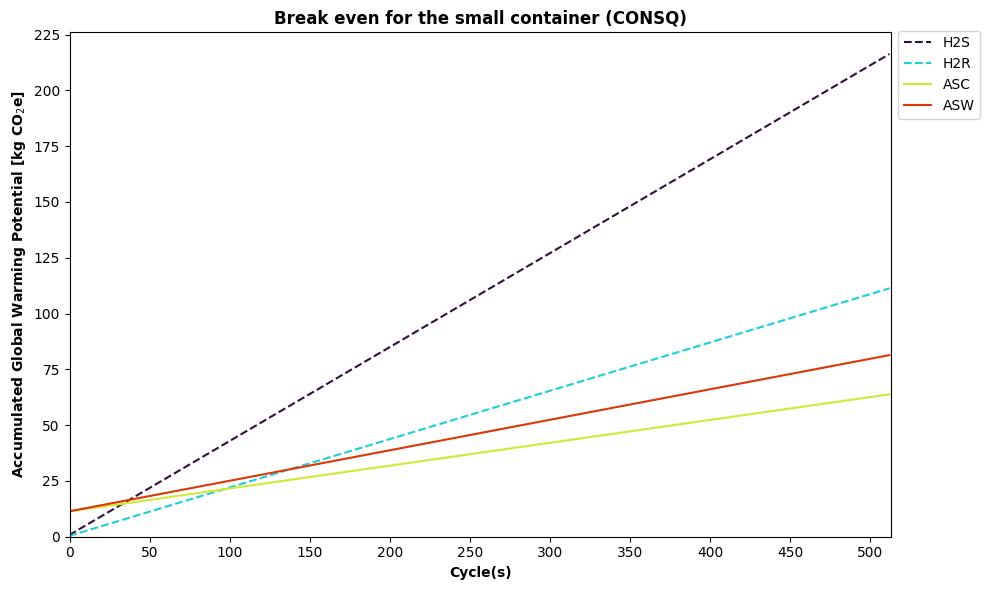 Break even for the small container (CONSQ)
H2S
H2R
ASC
ASW
Accumulated Global Warming Potential [kg CO₂e]
225
200
175
150
125
100
75
50
25
0
0 50 100 150 200 250 300 350 400 450 500
Cycle(s)